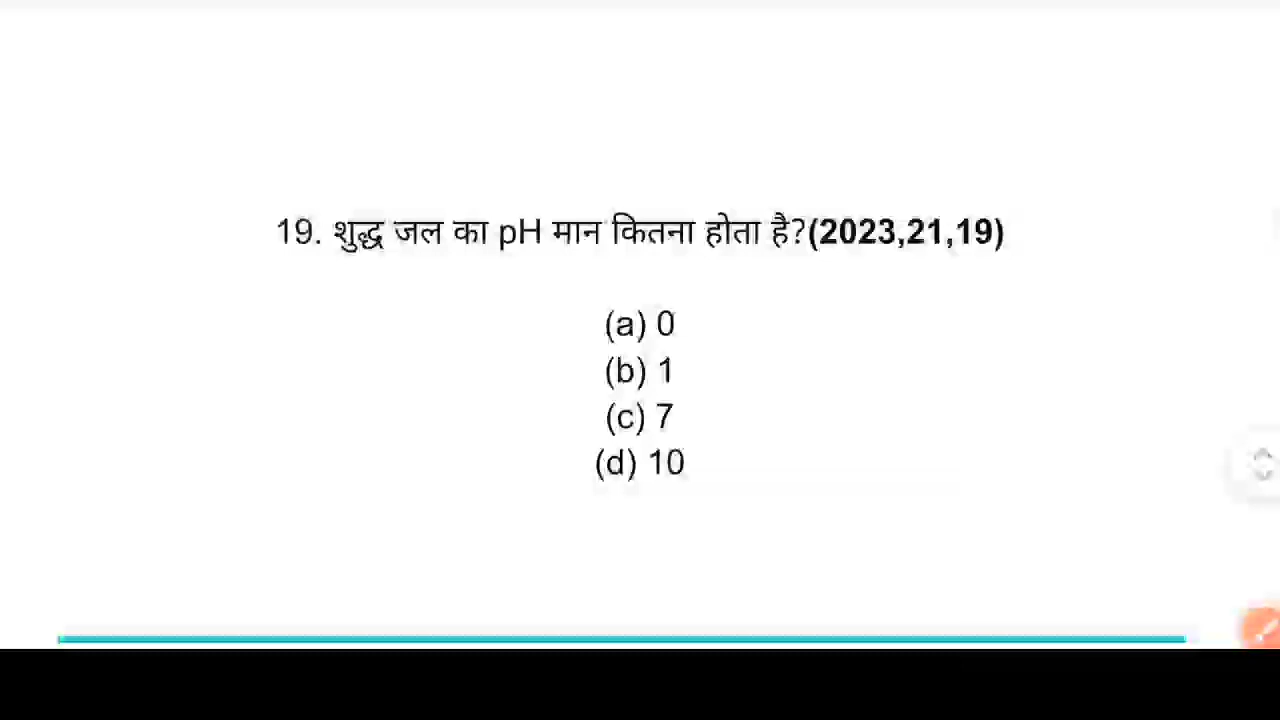 19. शुद्ध जल का pH मान कितना होता है?(2023,21,19)
(a) 0
(b) 1
(c) 7
(d) 10